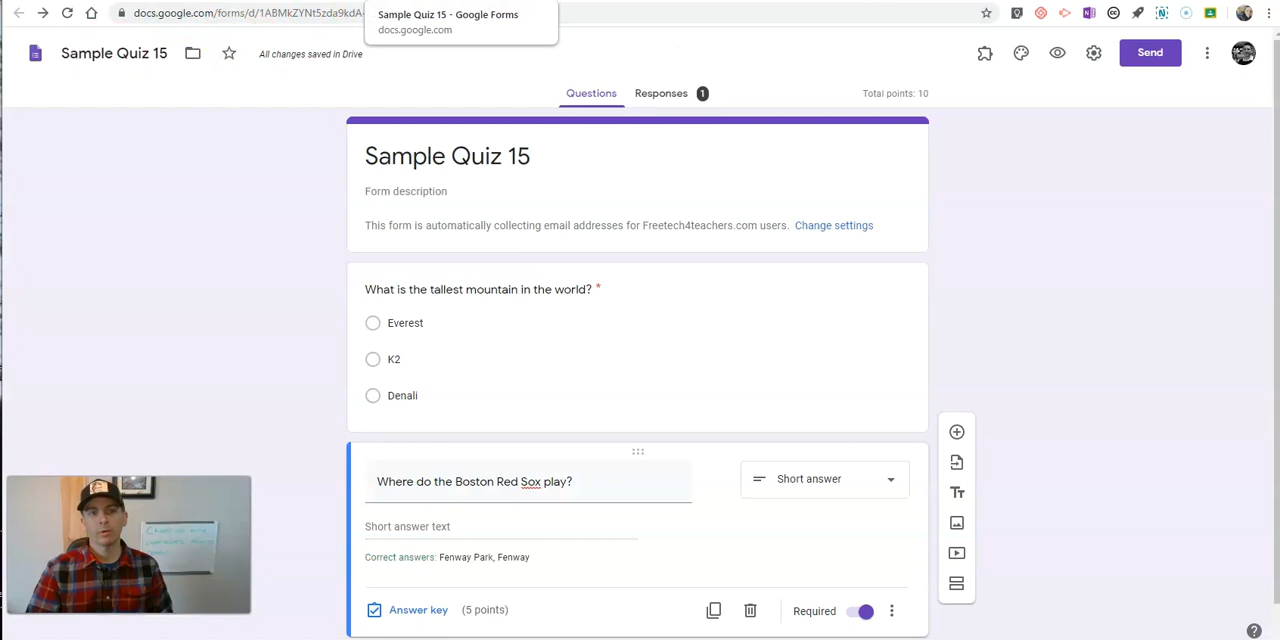 docs.google.com/forms/d/1ABMkZYNt5zda9kdA
Sample Quiz 15 - Google Forms
docs.google.com
Sample Quiz 15
All changes saved in Drive
Send
Questions
Responses
1
Total points: 10
Sample Quiz 15
Form description
This form is automatically collecting email addresses for Freetech4teachers.com users. Change settings
What is the tallest mountain in the world? *
Everest
K2
Denali
Where do the Boston Red Sox play?
Short answer
Short answer text
Correct answers: Fenway Park, Fenway
Answer key
(5 points)
Required